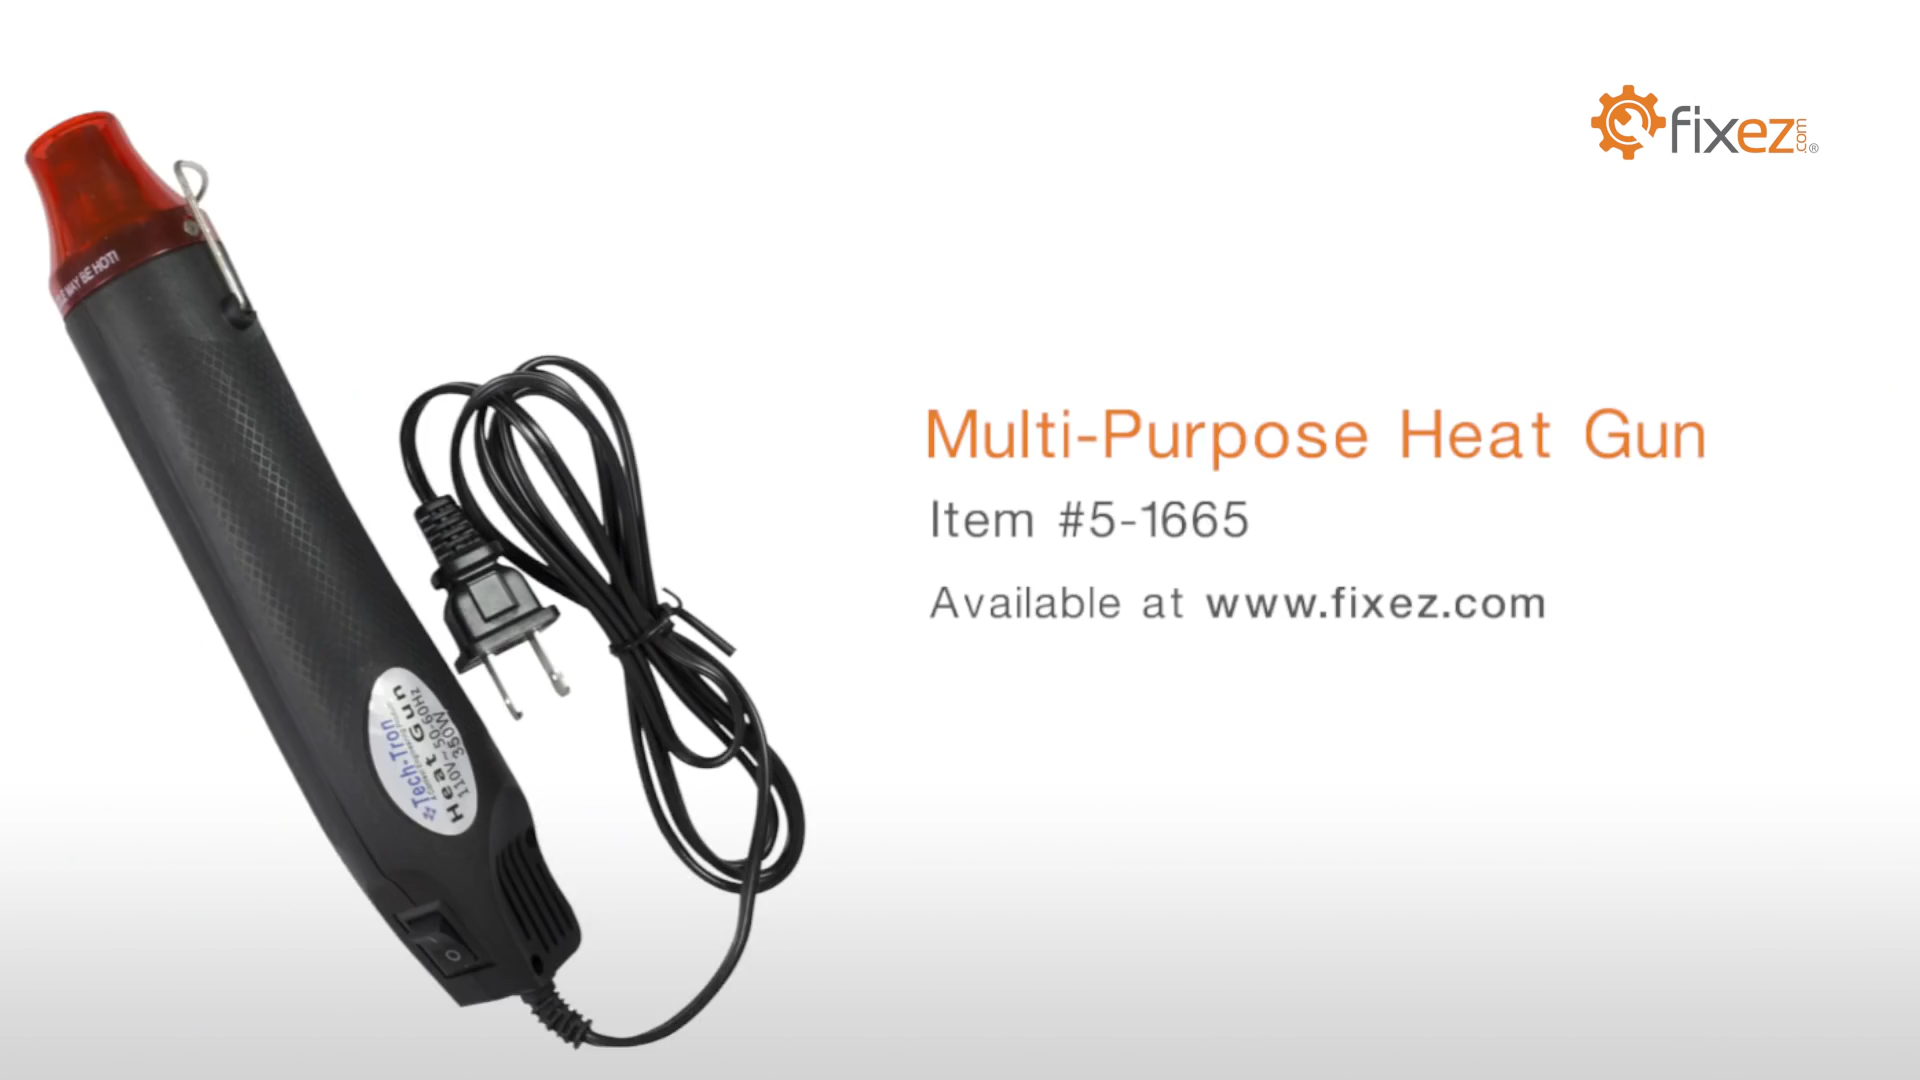 fixez.com®
Multi-Purpose Heat Gun
Item #5-1665
Available at www.fixez.com
MAY BE HOT!
Tech-Tron
Heat Gun
110V~ 50-60Hz
350W